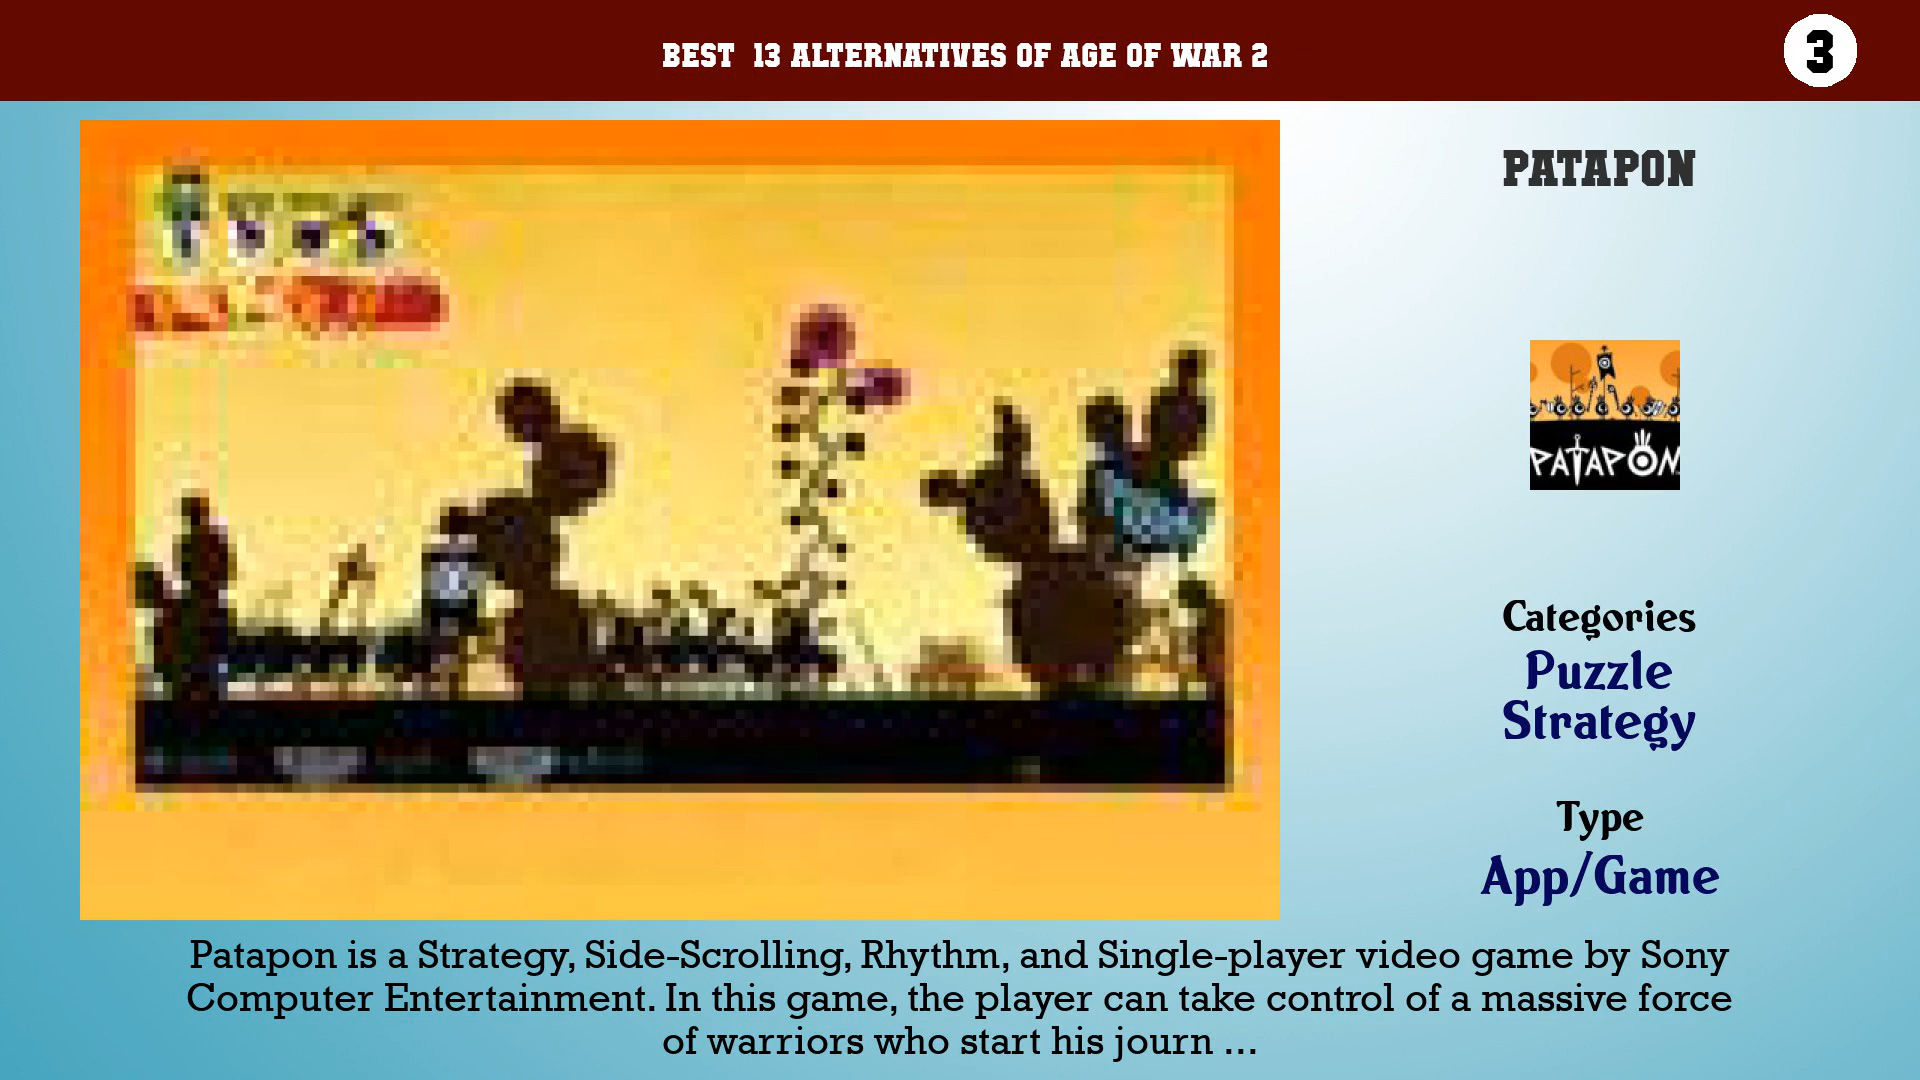 BEST 13 ALTERNATIVES OF AGE OF WAR 2
3
PATAPON
PATAPON
Categories
Puzzle
Strategy
Type
App/Game
Patapon is a Strategy, Side-Scrolling, Rhythm, and Single-player video game by Sony
Computer Entertainment. In this game, the player can take control of a massive force
of warriors who start his journ ...